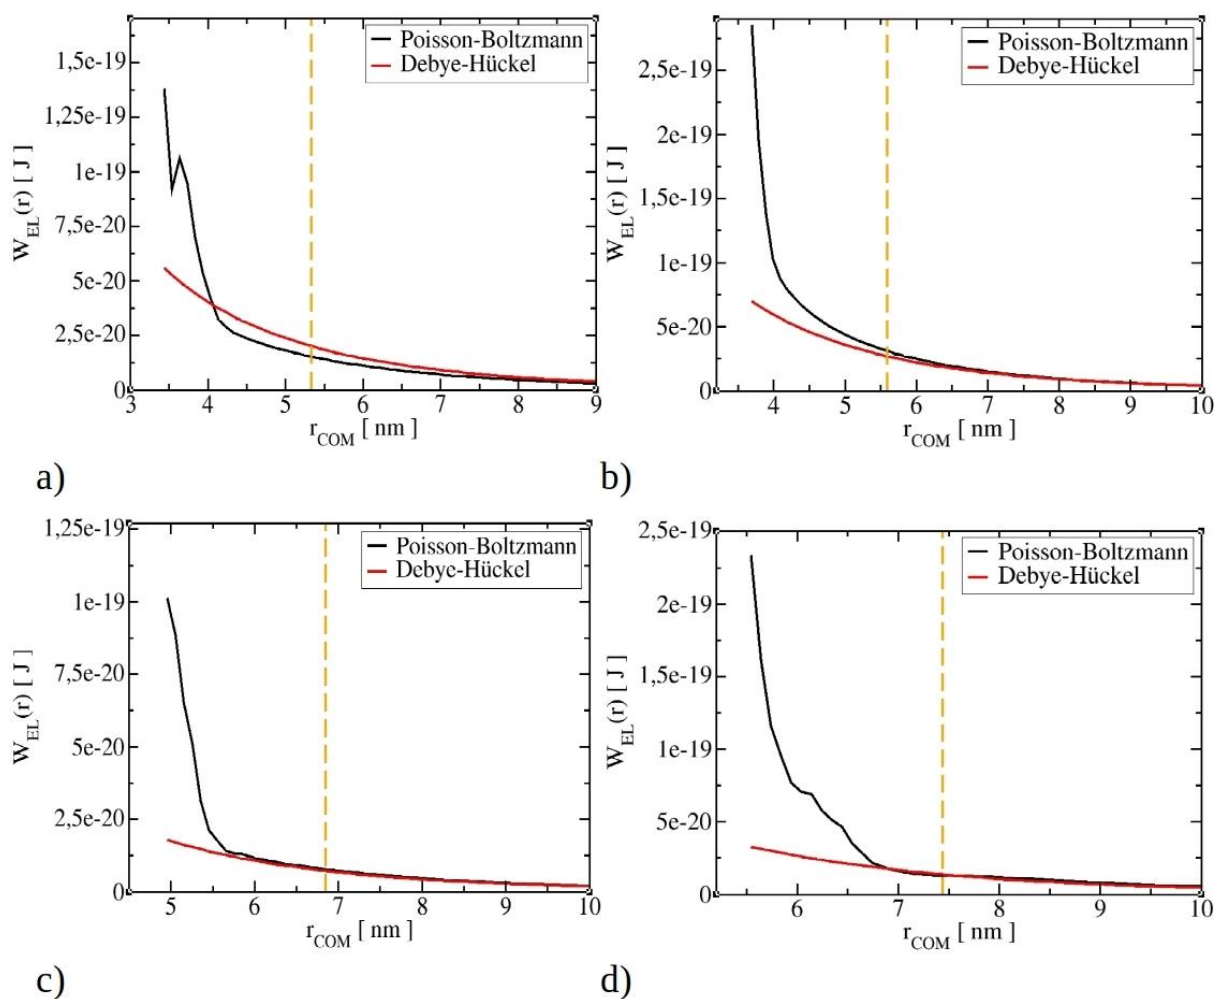 Poisson-Boltzmann
Debye-Hückel
1,5e-19
1,25e-19
1e-19
7,5e-20
5e-20
2,5e-20
0
W_EL(r) [ J ]
3 4 5 6 7 8 9
r_COM [ nm ]
a)
Poisson-Boltzmann
Debye-Hückel
2,5e-19
2e-19
1,5e-19
1e-19
5e-20
0
W_EL(r) [ J ]
4 5 6 7 8 9 10
r_COM [ nm ]
b)
Poisson-Boltzmann
Debye-Hückel
1,25e-19
1e-19
7,5e-20
5e-20
2,5e-20
0
W_EL(r) [ J ]
5 6 7 8 9 10
r_COM [ nm ]
c)
Poisson-Boltzmann
Debye-Hückel
2,5e-19
2e-19
1,5e-19
1e-19
5e-20
0
W_EL(r) [ J ]
6 7 8 9 10
r_COM [ nm ]
d)